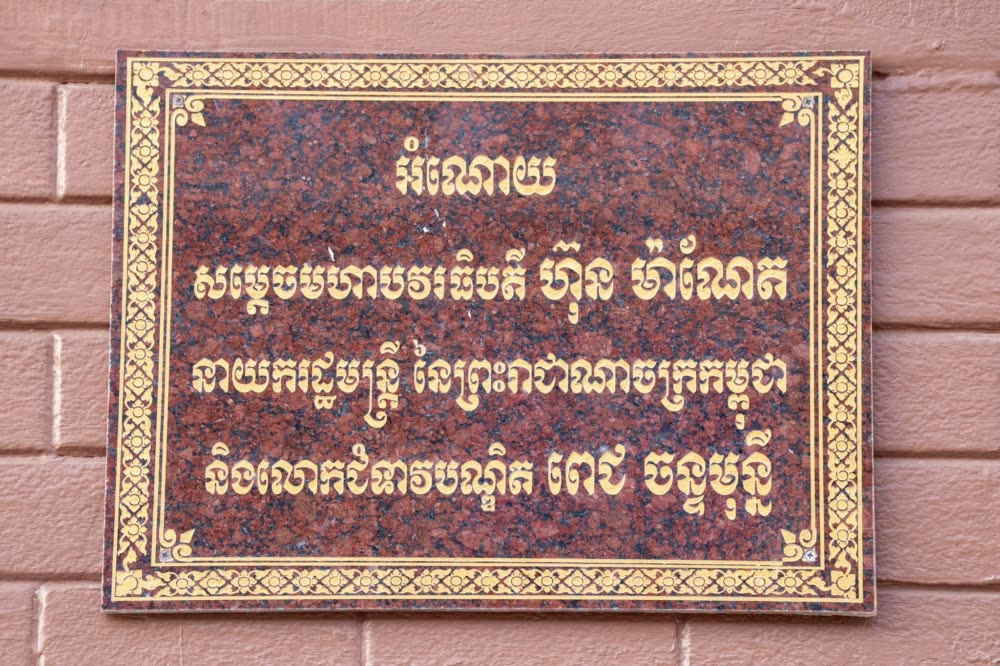 អំណោយ
សម្តេចមហាបវរធិបតី ហ៊ុន ម៉ាណែត
នាយករដ្ឋមន្ត្រី នៃព្រះរាជាណាចក្រកម្ពុជា
និងលោកជំទាវបណ្ឌិត ពេជ ចន្ទមុន្នី